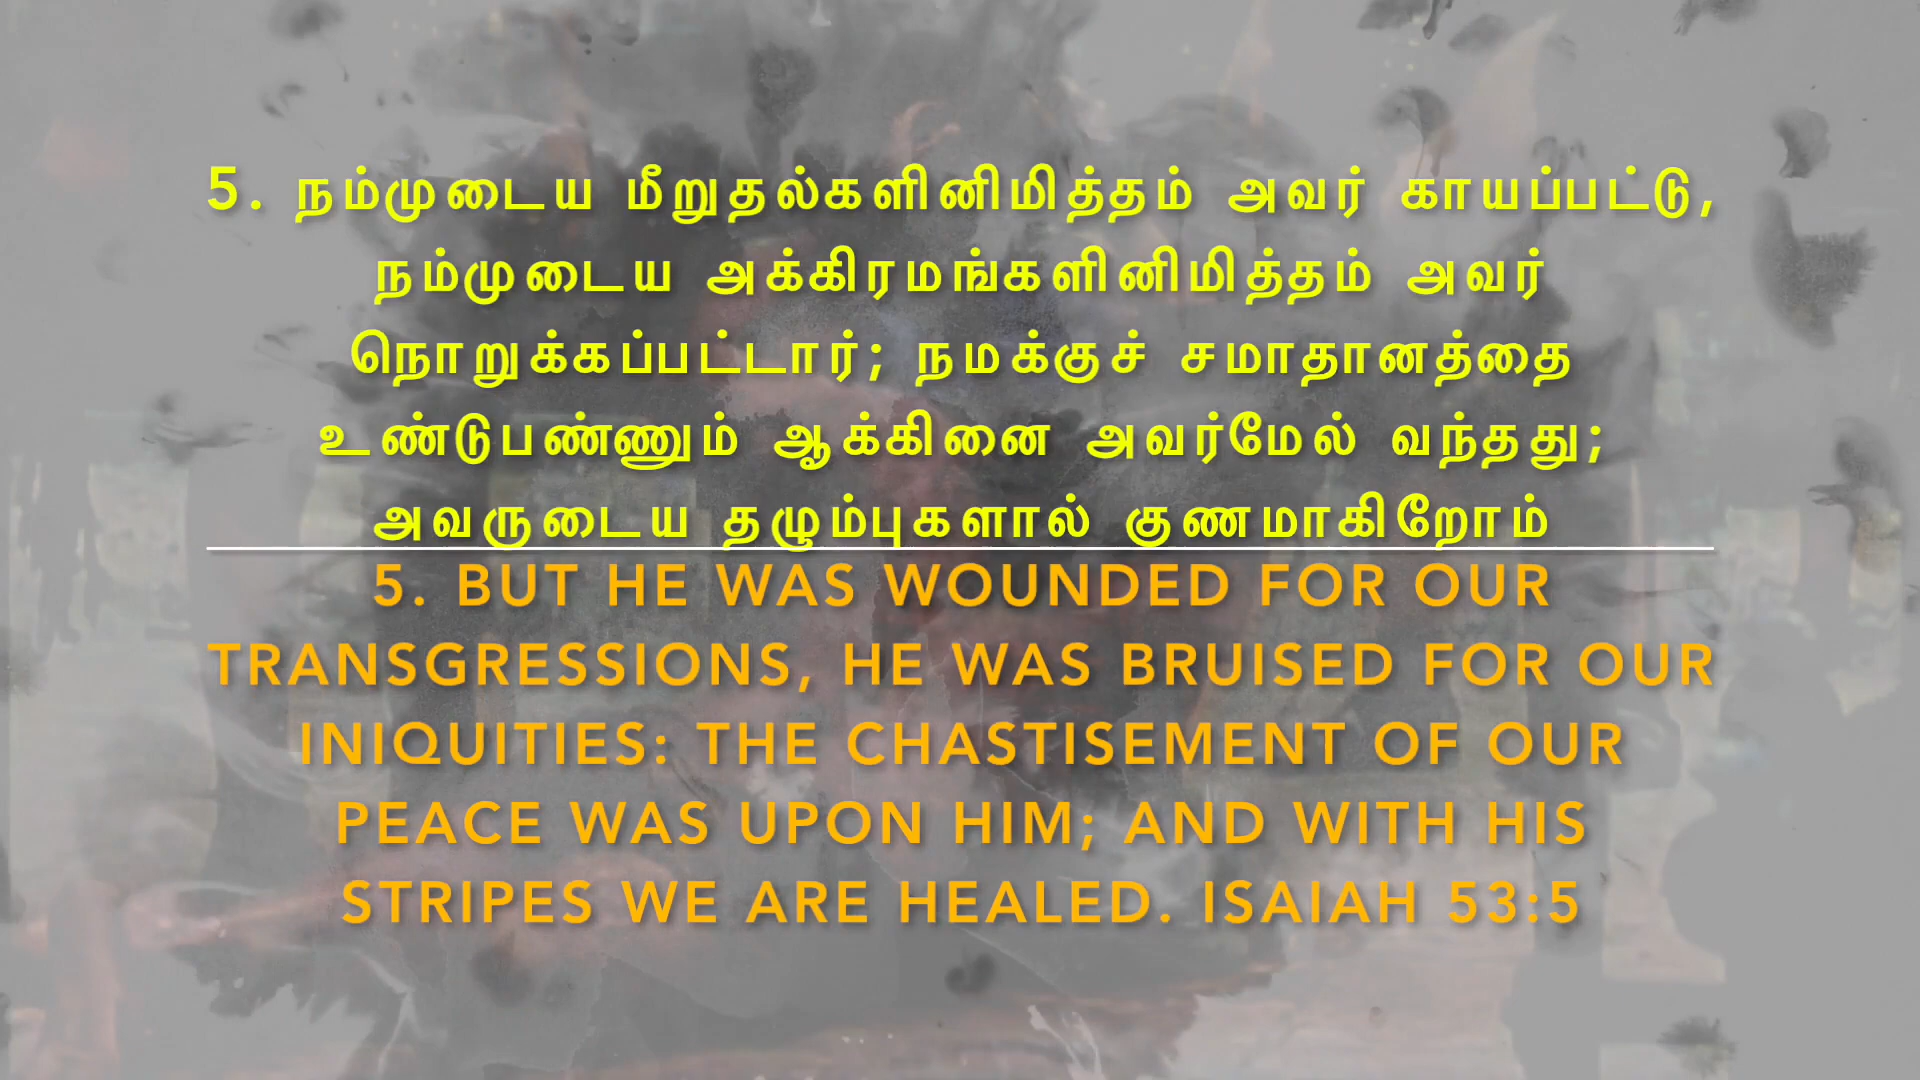 5. நம்முடைய மீறுதல்களினிமித்தம் அவர் காயப்பட்டு,
நம்முடைய அக்கிரமங்களினிமித்தம் அவர்
நொறுக்கப்பட்டார்; நமக்குச் சமாதானத்தை
உண்டுபண்ணும் ஆக்கினை அவர்மேல் வந்தது;
அவருடைய தழும்புகளால் குணமாகிறோம்
5. BUT HE WAS WOUNDED FOR OUR
TRANSGRESSIONS, HE WAS BRUISED FOR OUR
INIQUITIES: THE CHASTISEMENT OF OUR
PEACE WAS UPON HIM; AND WITH HIS
STRIPES WE ARE HEALED. ISAIAH 53:5